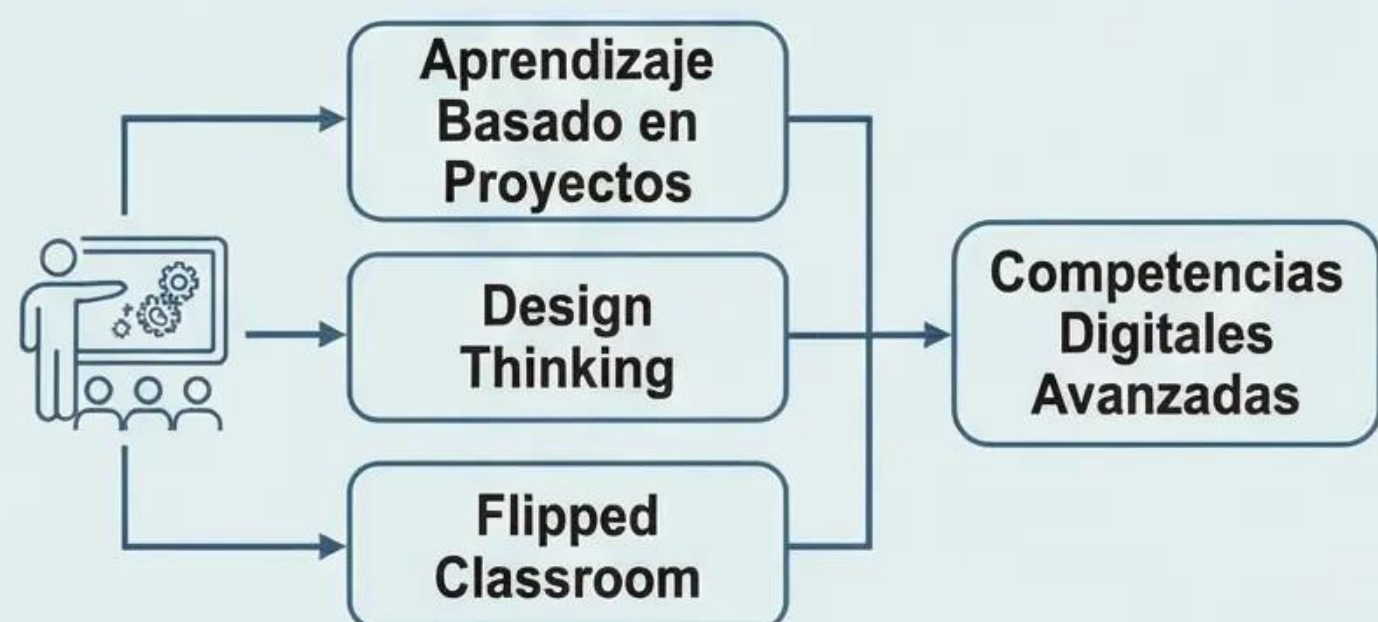 Aprendizaje
Basado en
Proyectos
Design
Thinking
Flipped
Classroom
Competencias
Digitales
Avanzadas